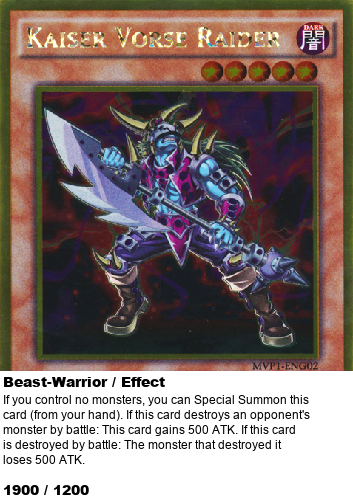 Kaiser Vorse Raider
DARK
闇
MVP1-ENG02
Beast-Warrior / Effect
If you control no monsters, you can Special Summon this
card (from your hand). If this card destroys an opponent's
monster by battle: This card gains 500 ATK. If this card
is destroyed by battle: The monster that destroyed it
loses 500 ATK.
1900 / 1200